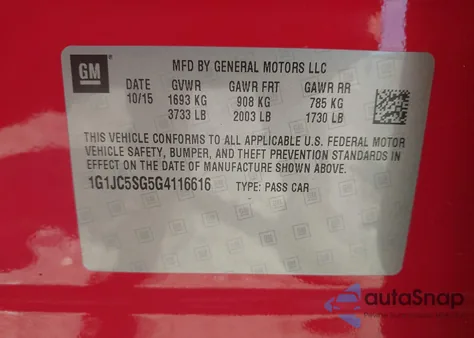 GM
MFD BY GENERAL MOTORS LLC
DATE GVWR GAWR FRT GAWR RR
10/15 1693 KG 908 KG 785 KG
3733 LB 2003 LB 1730 LB
THIS VEHICLE CONFORMS TO ALL APPLICABLE U.S. FEDERAL MOTOR
VEHICLE SAFETY, BUMPER, AND THEFT PREVENTION STANDARDS IN
EFFECT ON THE DATE OF MANUFACTURE SHOWN ABOVE.
1G1JC5SG5G4116616 TYPE: PASS CAR
autoSnap